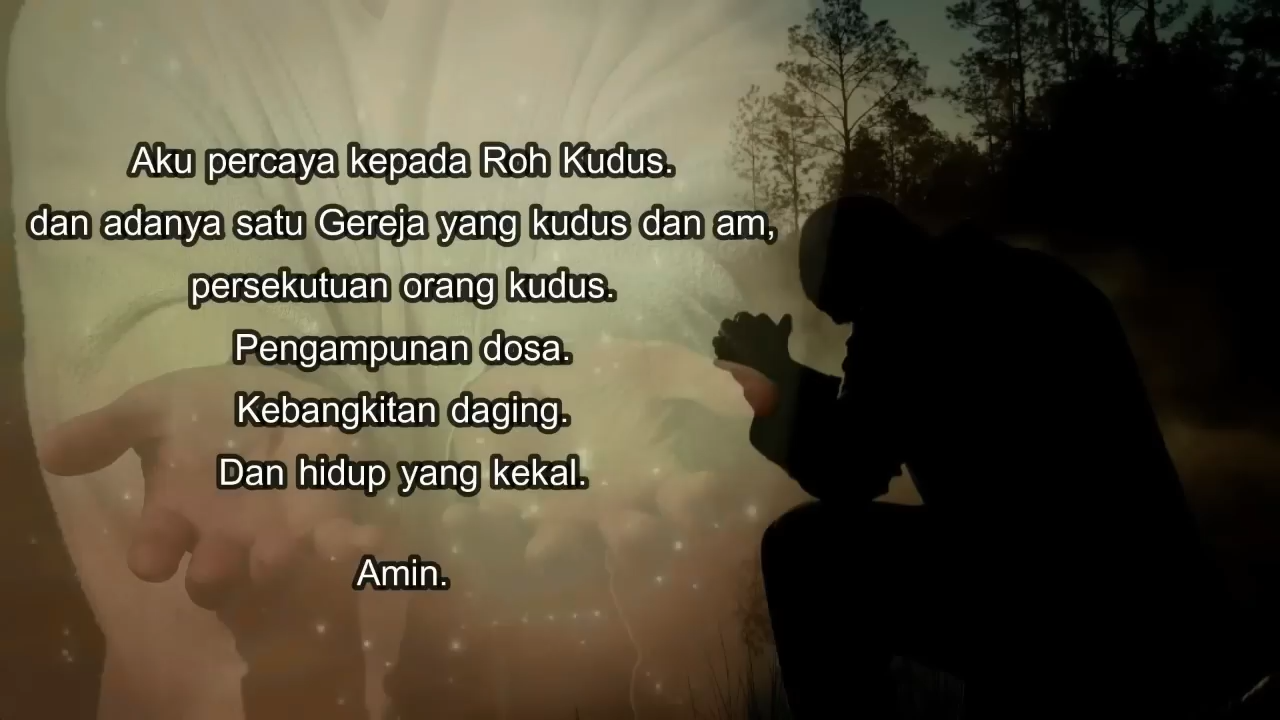 Aku percaya kepada Roh Kudus.
dan adanya satu Gereja yang kudus dan am,
persekutuan orang kudus.
Pengampunan dosa.
Kebangkitan daging.
Dan hidup yang kekal.
Amin.